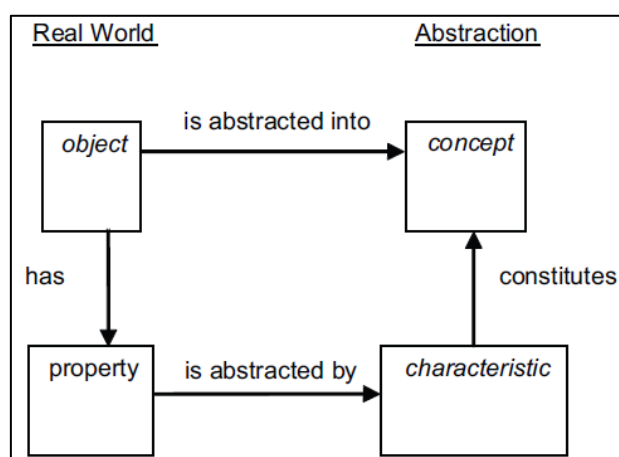 Real World
Abstraction
is abstracted into
object
concept
has
constitutes
property
is abstracted by
characteristic